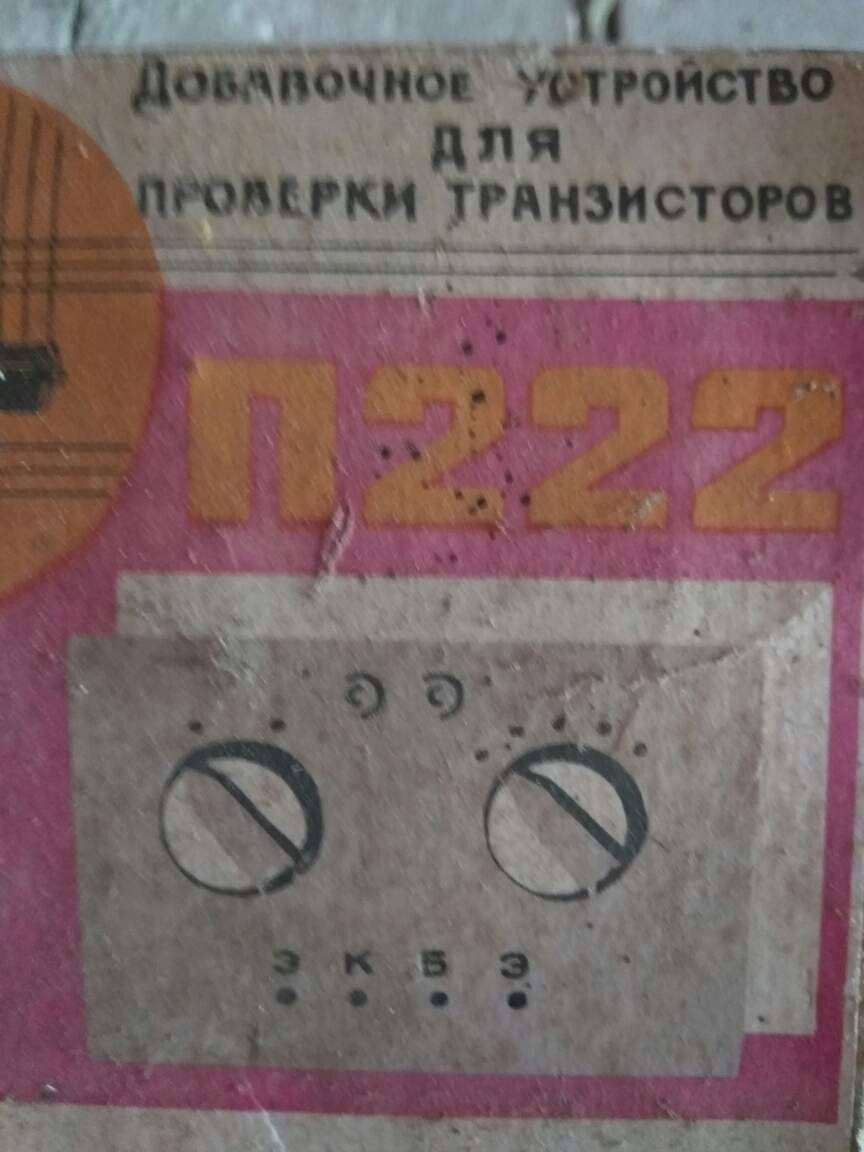 ДОБАВОЧНОЕ УСТРОЙСТВО
ДЛЯ
ПРОВЕРКИ ТРАНЗИСТОРОВ
П222
Э К Б Э